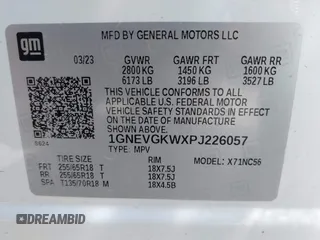 gm
MFD BY GENERAL MOTORS LLC
03/23 GVWR GAWR FRT GAWR RR
2800 KG 1450 KG 1600 KG
6173 LB 3196 LB 3527 LB
THIS VEHICLE CONFORMS TO ALL APPLICABLE U.S.
FEDERAL MOTOR VEHICLE SAFETY AND THEFT PREVENTION
STANDARDS IN EFFECT ON THE DATE OF MANUFACTURE SHOWN ABOVE.
1GNEVGKWXPJ226057
TYPE: MPV MODEL: X71NC56
TIRE SIZE RIM
FRT 255/65R18 T 18X7.5J
RR 255/65R18 T 18X7.5J
SPA T135/70R18 M 18X4.5B
DREAMBID